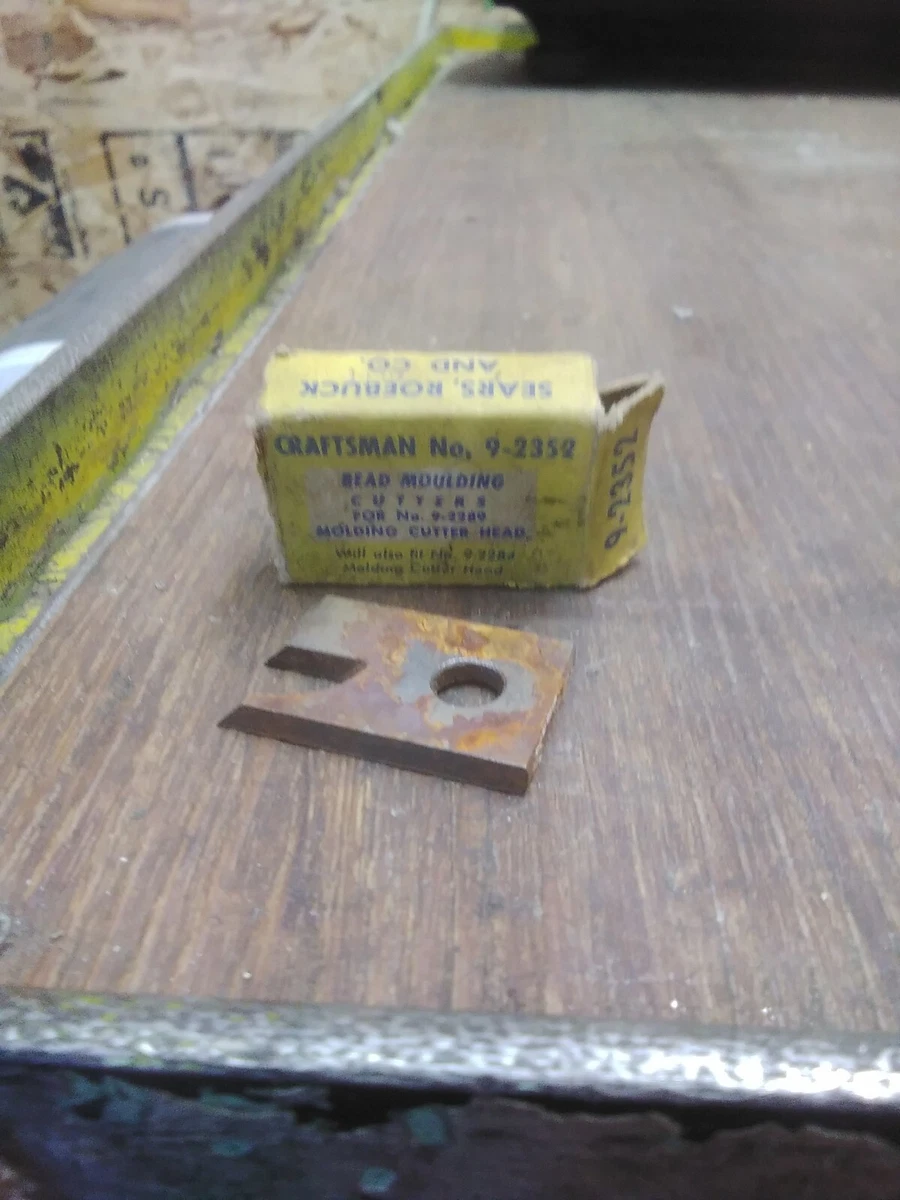 SEARS, ROEBUCK
AND CO.
CRAFTSMAN No. 9-2352
BEAD MOULDING
CUTTERS
FOR No. 9-2289
MOLDING CUTTER HEAD.
Will also fit No. 9-2284
Molding Cutter Head
9-2352
S